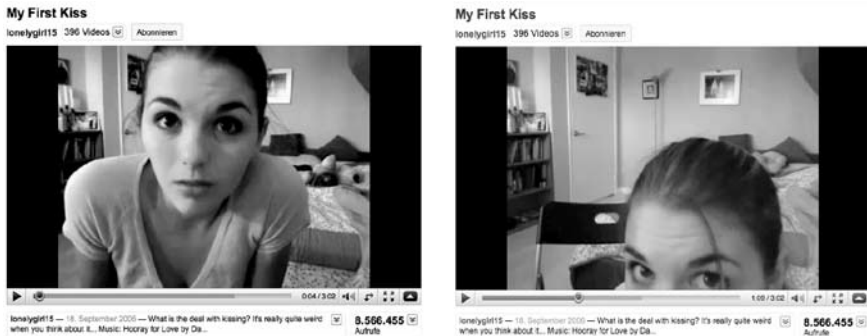 My First Kiss
lonelygirl15 396 Videos Abonnieren
0:04 / 3:02
lonelygirl15 — 18. September 2006 — What is the deal with kissing? It's really quite weird
when you think about it... Music: Hooray for Love by Da...
8.566.455
Aufrufe
My First Kiss
lonelygirl15 396 Videos Abonnieren
1:00 / 3:02
lonelygirl15 — 18. September 2006 — What is the deal with kissing? It's really quite weird
when you think about it... Music: Hooray for Love by Da...
8.566.455
Aufrufe